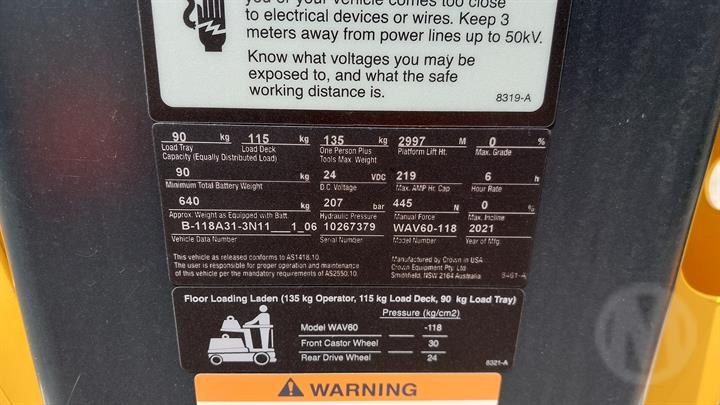 you or your vehicle comes too close
to electrical devices or wires. Keep 3
meters away from power lines up to 50kV.
Know what voltages you may be
exposed to, and what the safe
working distance is.
8319-A
90 kg 115 kg 135 kg 2997 M 0 %
Load Tray Load Deck One Person Plus Platform Lift Ht. Max. Grade
Capacity (Equally Distributed Load) Tools Max. Weight
90 kg 24 VDC 219 6 h
Minimum Total Battery Weight D.C. Voltage Max. AMP Hr. Cap Hour Rate
640 kg 207 bar 445 N 0 %
Approx. Weight as Equipped with Batt. Hydraulic Pressure Manual Force Max. Incline
B-118A31-3N11___1_06 10267379 WAV60-118 2021
Vehicle Data Number Serial Number Model Number Year of Mfg.
This vehicle as released conforms to AS1418.10. Manufactured by Crown in USA
The user is responsible for proper operation and maintenance Crown Equipment Pty. Ltd
of this vehicle per the mandatory requirements of AS2550.10. Smithfield, NSW 2164 Australia 8461-A
Floor Loading Laden (135 kg Operator, 115 kg Load Deck, 90 kg Load Tray)
Pressure (kg/cm2)
Model WAV60 -118
Front Castor Wheel 30
Rear Drive Wheel 24
8321-A
WARNING